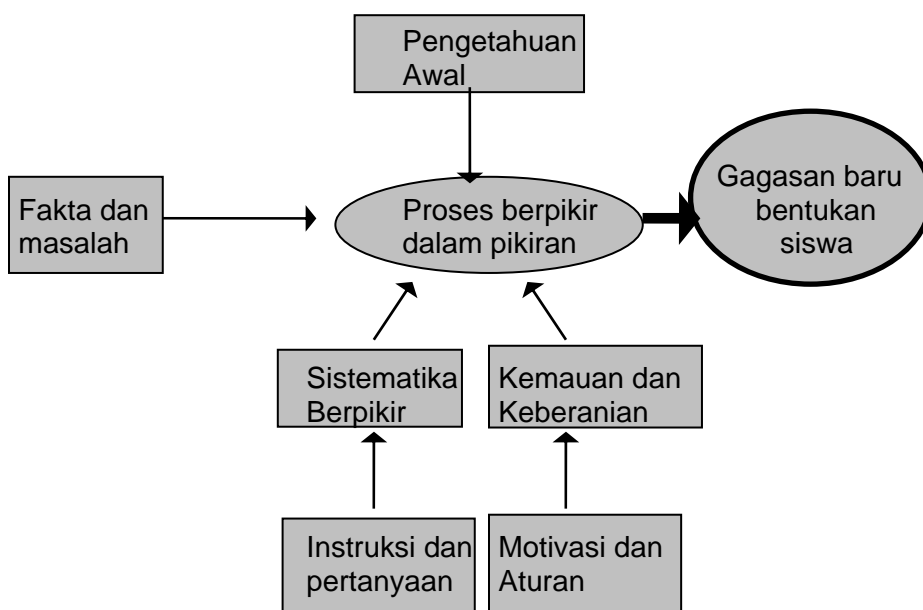 Pengetahuan
Awal
Fakta dan
masalah
Proses berpikir
dalam pikiran
Gagasan baru
bentukan
siswa
Sistematika
Berpikir
Kemauan dan
Keberanian
Instruksi dan
pertanyaan
Motivasi dan
Aturan